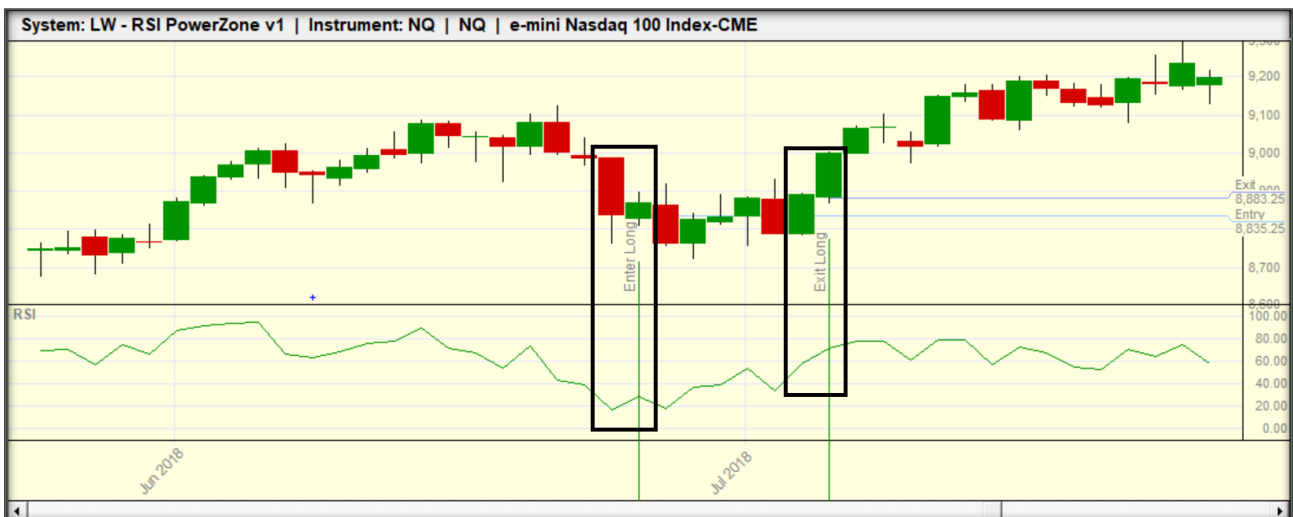 System: LW - RSI PowerZone v1 | Instrument: NQ | NQ | e-mini Nasdaq 100 Index-CME
9,200
9,100
9,000
Exit
8,883.25
Entry
8,835.25
8,700
Enter Long
Exit Long
RSI
100.00
80.00
60.00
40.00
20.00
0.00
Jun 2018
Jul 2018